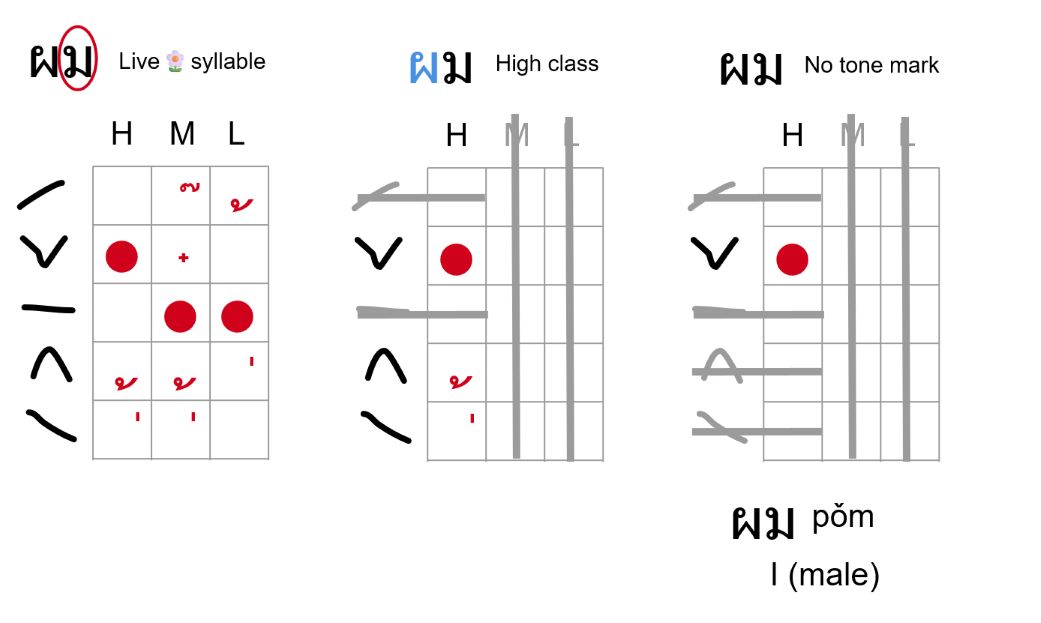 ผม Live 🌸 syllable
H M L
๊ ้
๋
้ ้ ่
่ ่
ผม High class
H M L
้
่
ผม No tone mark
H M L
ผม pǒm
I (male)